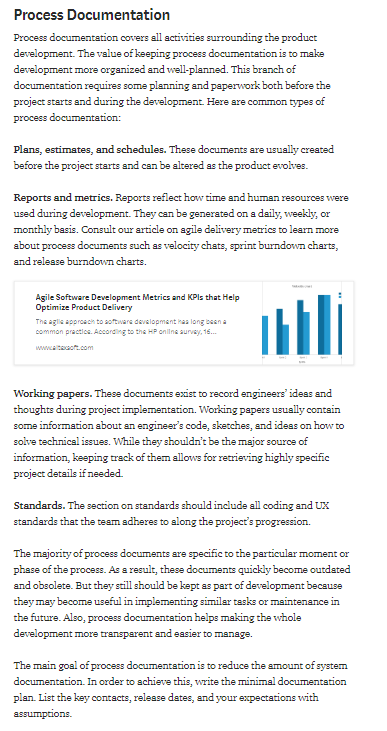 Process Documentation
Process documentation covers all activities surrounding the product
development. The value of keeping process documentation is to make
development more organized and well-planned. This branch of
documentation requires some planning and paperwork both before the
project starts and during the development. Here are common types of
process documentation:
Plans, estimates, and schedules. These documents are usually created
before the project starts and can be altered as the product evolves.
Reports and metrics. Reports reflect how time and human resources were
used during development. They can be generated on a daily, weekly, or
monthly basis. Consult our article on agile delivery metrics to learn more
about process documents such as velocity chats, sprint burndown charts,
and release burndown charts.
Agile Software Development Metrics and KPIs that Help
Optimize Product Delivery
The agile approach to software development has long been a
common practice. According to the HP online survey, 16...
www.altexsoft.com
Working papers. These documents exist to record engineers' ideas and
thoughts during project implementation. Working papers usually contain
some information about an engineer's code, sketches, and ideas on how to
solve technical issues. While they shouldn't be the major source of
information, keeping track of them allows for retrieving highly specific
project details if needed.
Standards. The section on standards should include all coding and UX
standards that the team adheres to along the project's progression.
The majority of process documents are specific to the particular moment or
phase of the process. As a result, these documents quickly become outdated
and obsolete. But they still should be kept as part of development because
they may become useful in implementing similar tasks or maintenance in
the future. Also, process documentation helps making the whole
development more transparent and easier to manage.
The main goal of process documentation is to reduce the amount of system
documentation. In order to achieve this, write the minimal documentation
plan. List the key contacts, release dates, and your expectations with
assumptions.